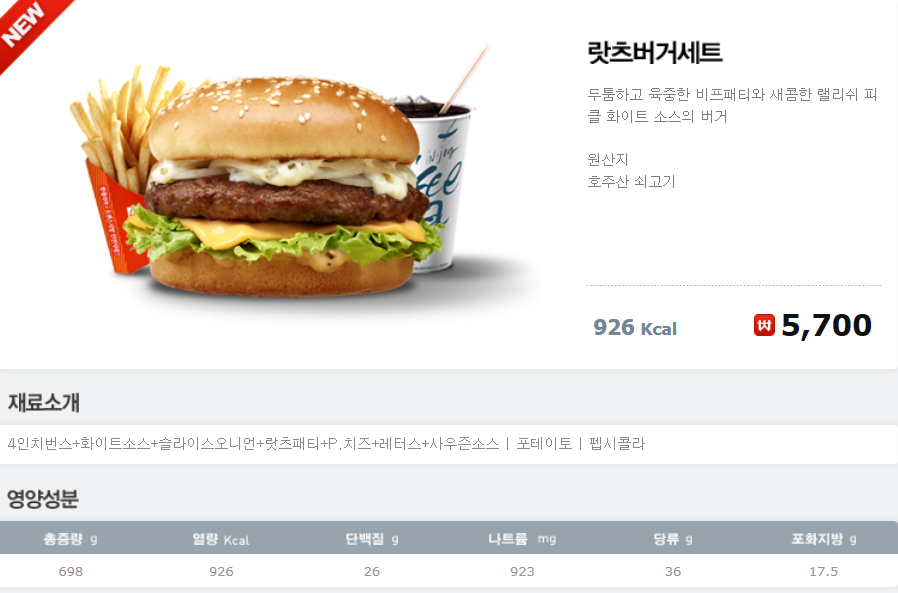 NEW
랏츠버거세트
두툼하고 육중한 비프패티와 새콤한 랠리쉬 피
클 화이트 소스의 버거
원산지
호주산 쇠고기
926 Kcal
₩ 5,700
재료소개
4인치번스+화이트소스+슬라이스오니언+랏츠패티+P.치즈+레터스+사우즌소스 | 포테이토 | 펩시콜라
영양성분
총중량 g 열량 Kcal 단백질 g 나트륨 mg 당류 g 포화지방 g
698 926 26 923 36 17.5